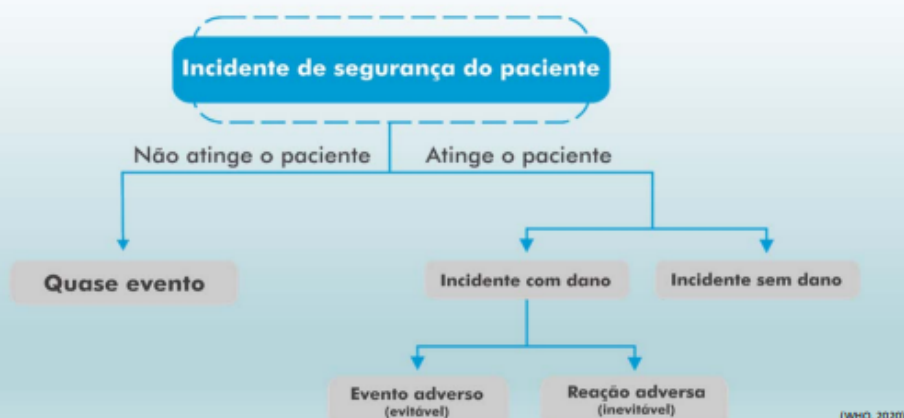 Incidente de segurança do paciente
Não atinge o paciente
Atinge o paciente
Quase evento
Incidente com dano
Incidente sem dano
Evento adverso
(evitável)
Reação adversa
(inevitável)
(WHO, 2020)